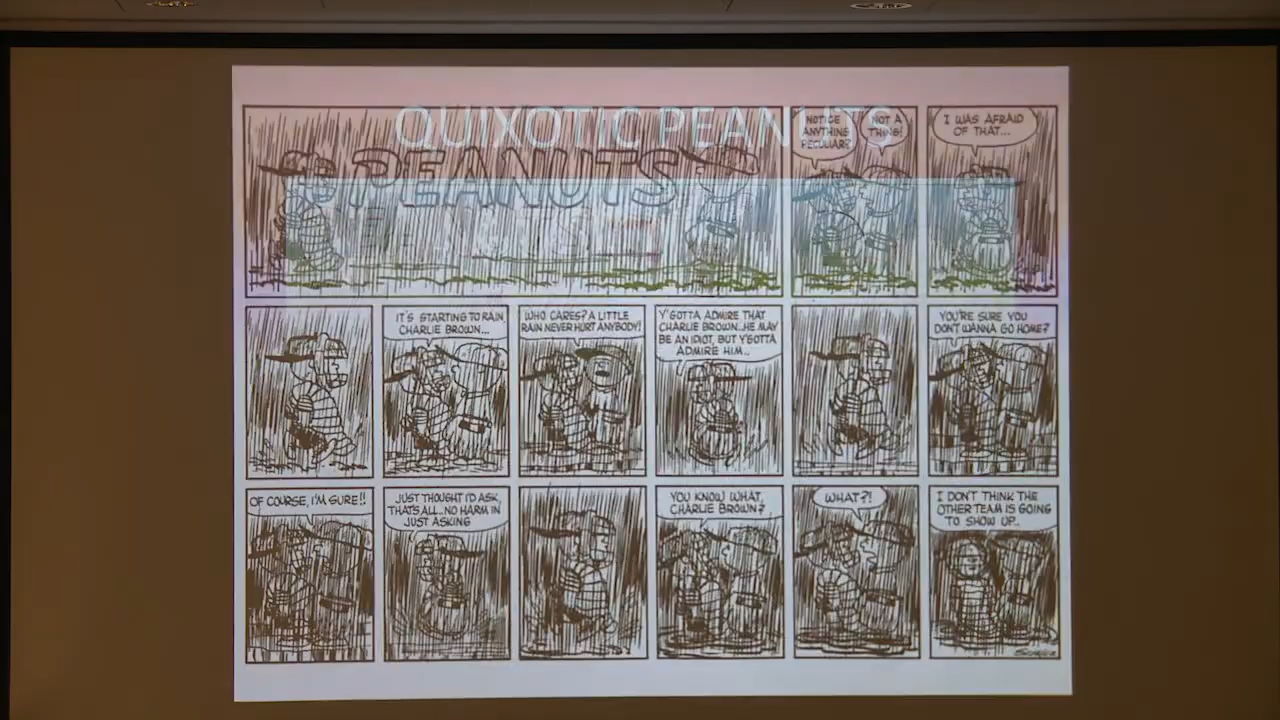 QUIXOTIC PEANUTS
PEANUTS
NOTICE
ANYTHING
PECULIAR?
NOT A
THING!
I WAS AFRAID
OF THAT...
IT'S STARTING TO RAIN,
CHARLIE BROWN...
WHO CARES? A LITTLE
RAIN NEVER HURT ANYBODY!
Y'GOTTA ADMIRE THAT
CHARLIE BROWN..HE MAY
BE AN IDIOT, BUT Y'GOTTA
ADMIRE HIM..
YOU'RE SURE YOU
DON'T WANNA GO HOME?
OF COURSE, I'M SURE!!
JUST THOUGHT I'D ASK,
THAT'S ALL..NO HARM IN
JUST ASKING
YOU KNOW WHAT,
CHARLIE BROWN?
WHAT?!
I DON'T THINK THE
OTHER TEAM IS GOING
TO SHOW UP..